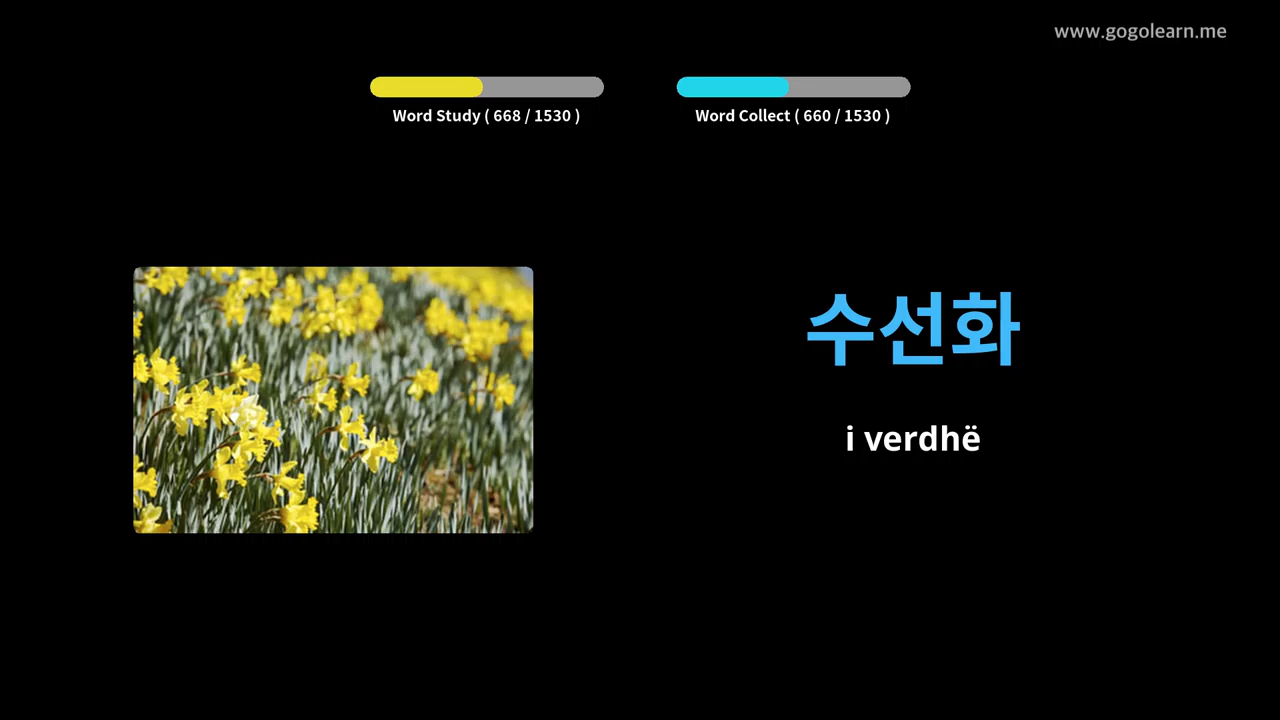 www.gogolearn.me
Word Study ( 668 / 1530 )
Word Collect ( 660 / 1530 )
수선화
i verdhë